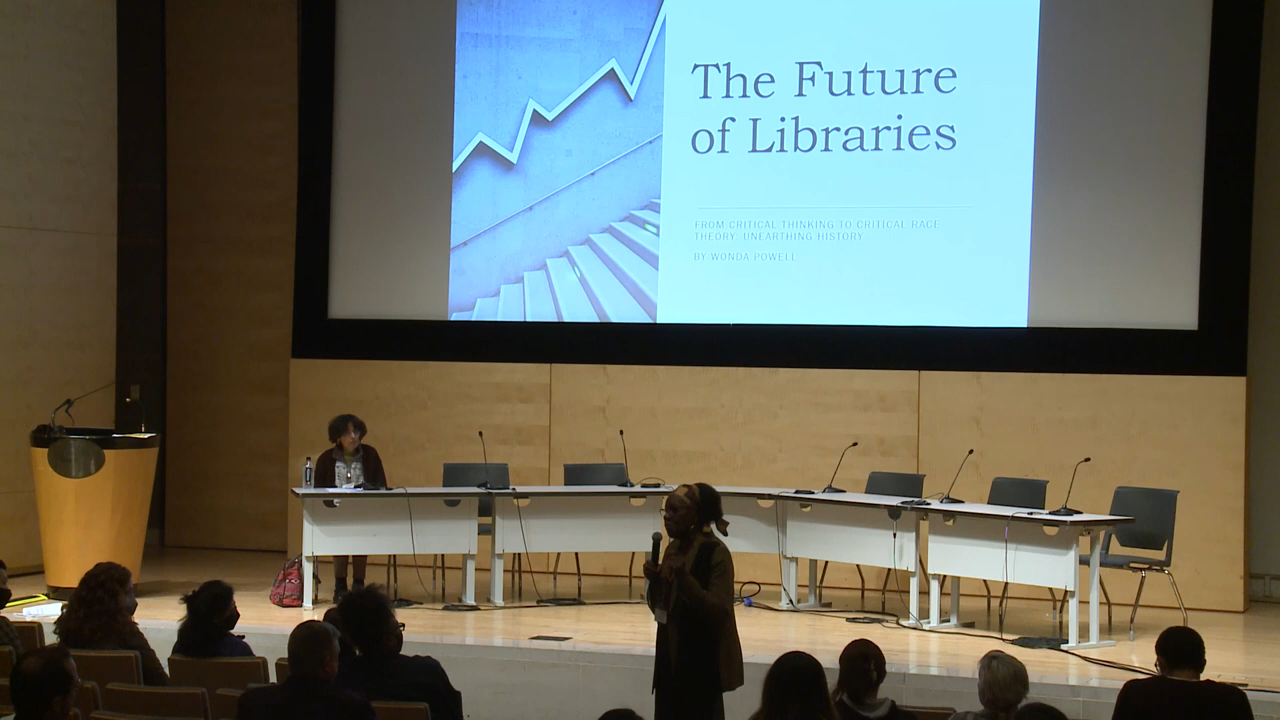 The Future
of Libraries
FROM CRITICAL THINKING TO CRITICAL RACE
THEORY: UNEARTHING HISTORY
BY WONDA POWELL